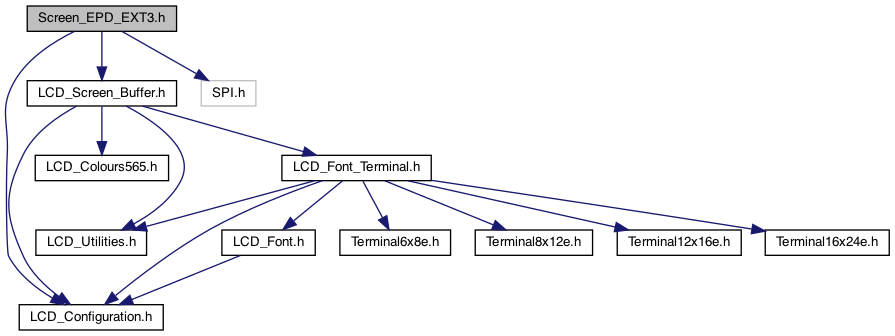 Screen_EPD_EXT3.h
LCD_Screen_Buffer.h
SPI.h
LCD_Colours565.h
LCD_Font_Terminal.h
LCD_Utilities.h
LCD_Font.h
Terminal6x8e.h
Terminal8x12e.h
Terminal12x16e.h
Terminal16x24e.h
LCD_Configuration.h